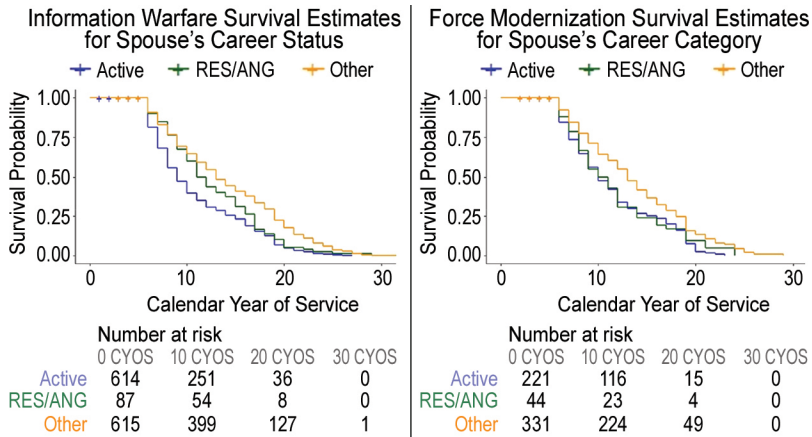 Information Warfare Survival Estimates
for Spouse's Career Status
Active RES/ANG Other
Survival Probability
1.00
0.75
0.50
0.25
0.00
0 10 20 30
Calendar Year of Service
Number at risk
0 CYOS 10 CYOS 20 CYOS 30 CYOS
Active 614 251 36 0
RES/ANG 87 54 8 0
Other 615 399 127 1
Force Modernization Survival Estimates
for Spouse's Career Category
Active RES/ANG Other
Survival Probability
1.00
0.75
0.50
0.25
0.00
0 10 20 30
Calendar Year of Service
Number at risk
0 CYOS 10 CYOS 20 CYOS 30 CYOS
Active 221 116 15 0
RES/ANG 44 23 4 0
Other 331 224 49 0